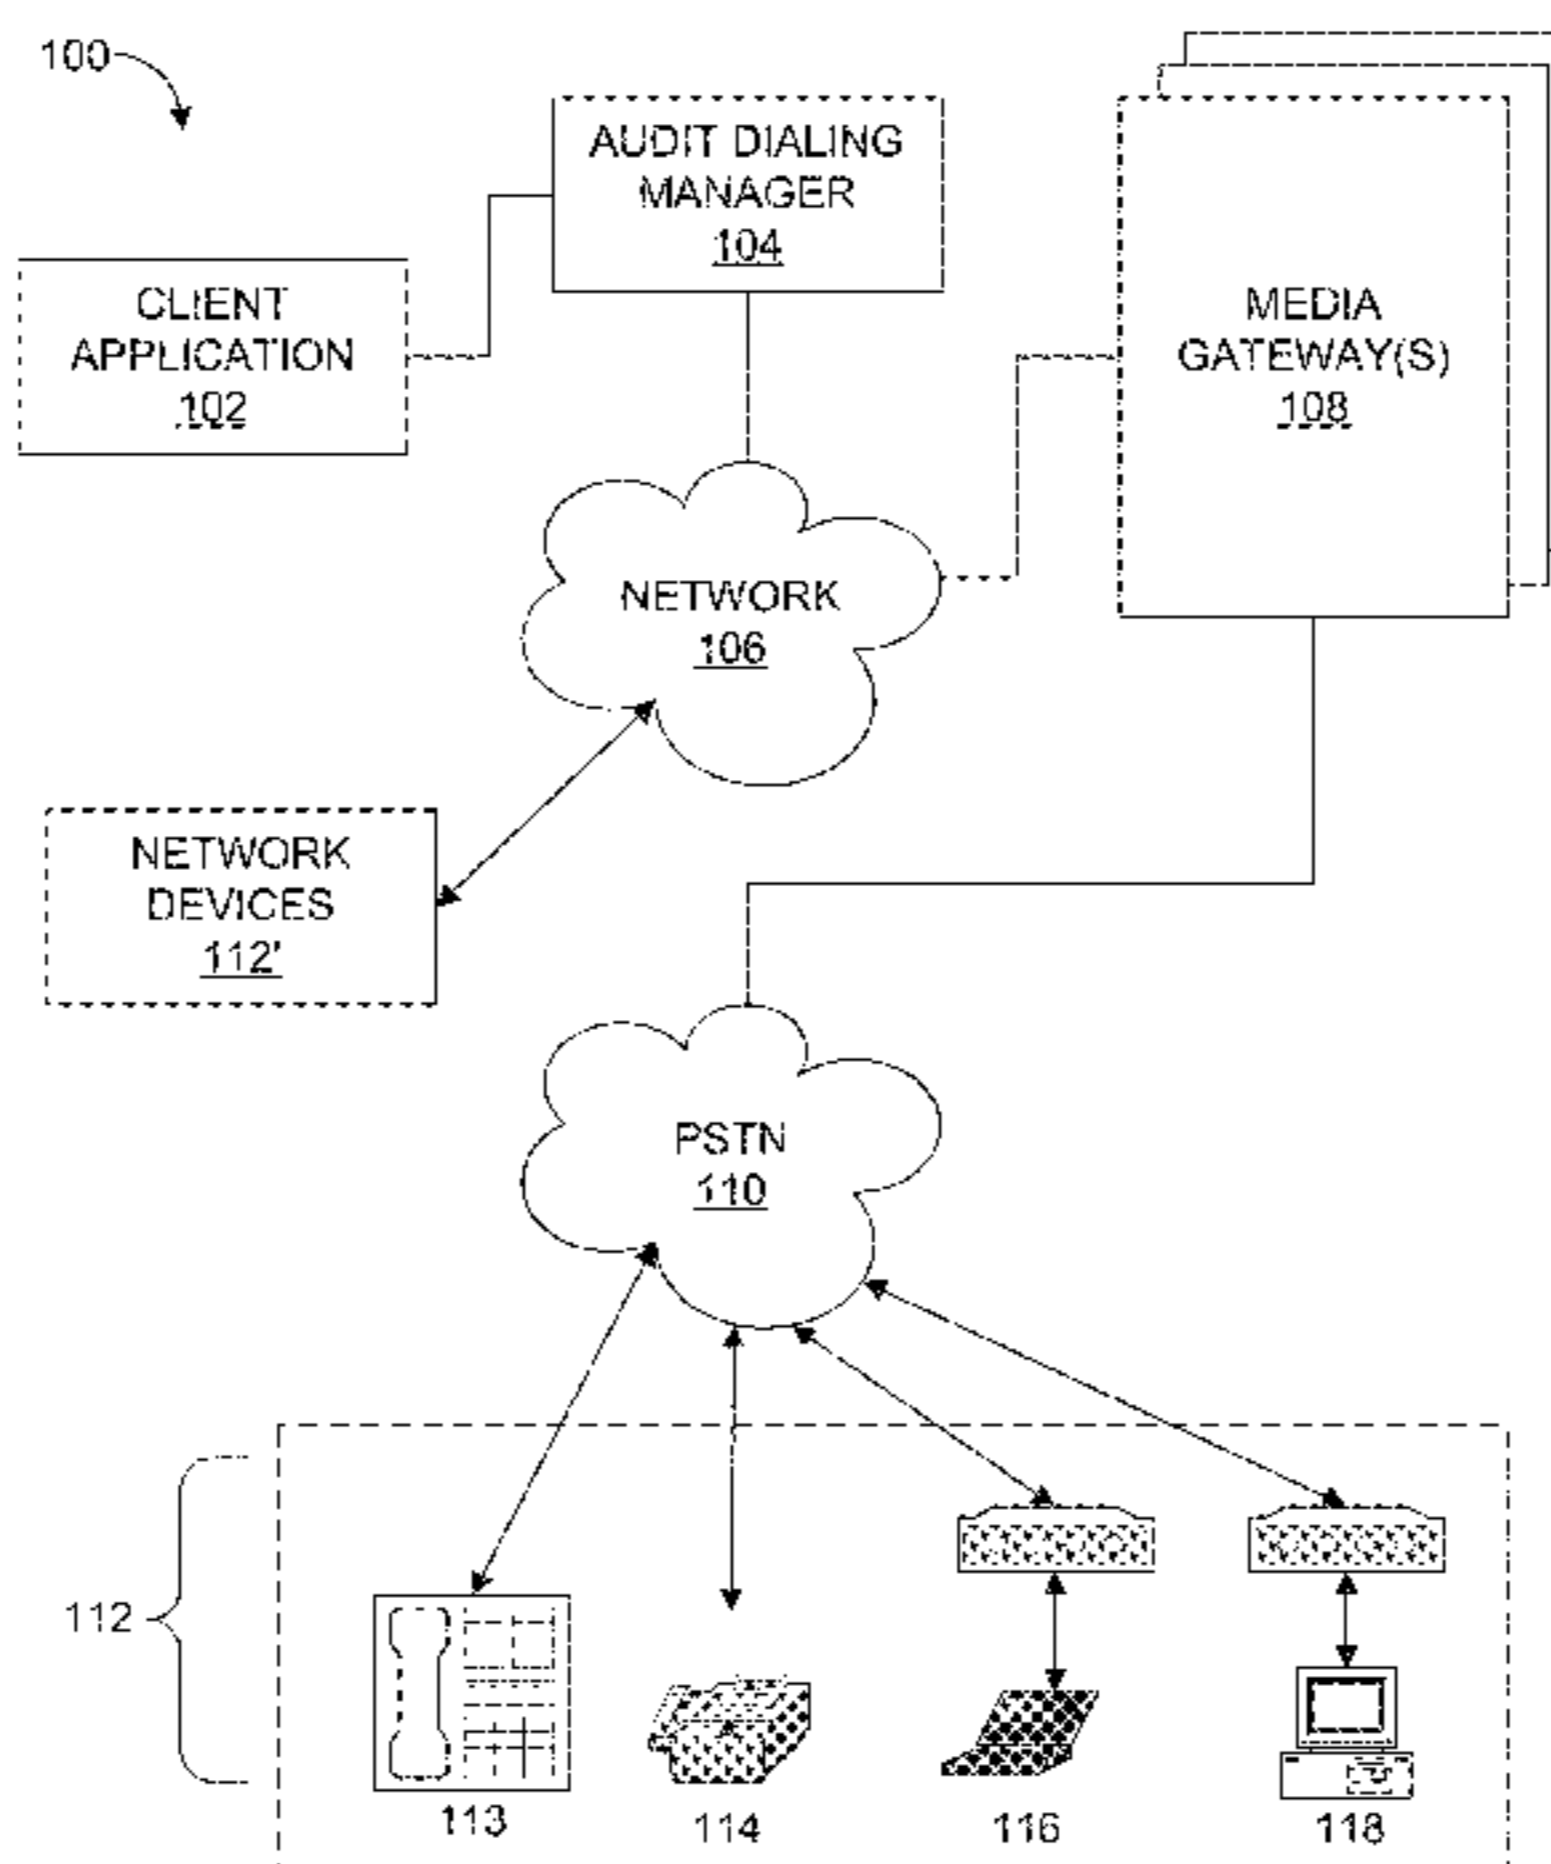 100
AUDIT DIALING
MANAGER
104
CLIENT
APPLICATION
102
MEDIA
GATEWAY(S)
108
NETWORK
106
NETWORK
DEVICES
112'
PSTN
110
112
113
114
116
118